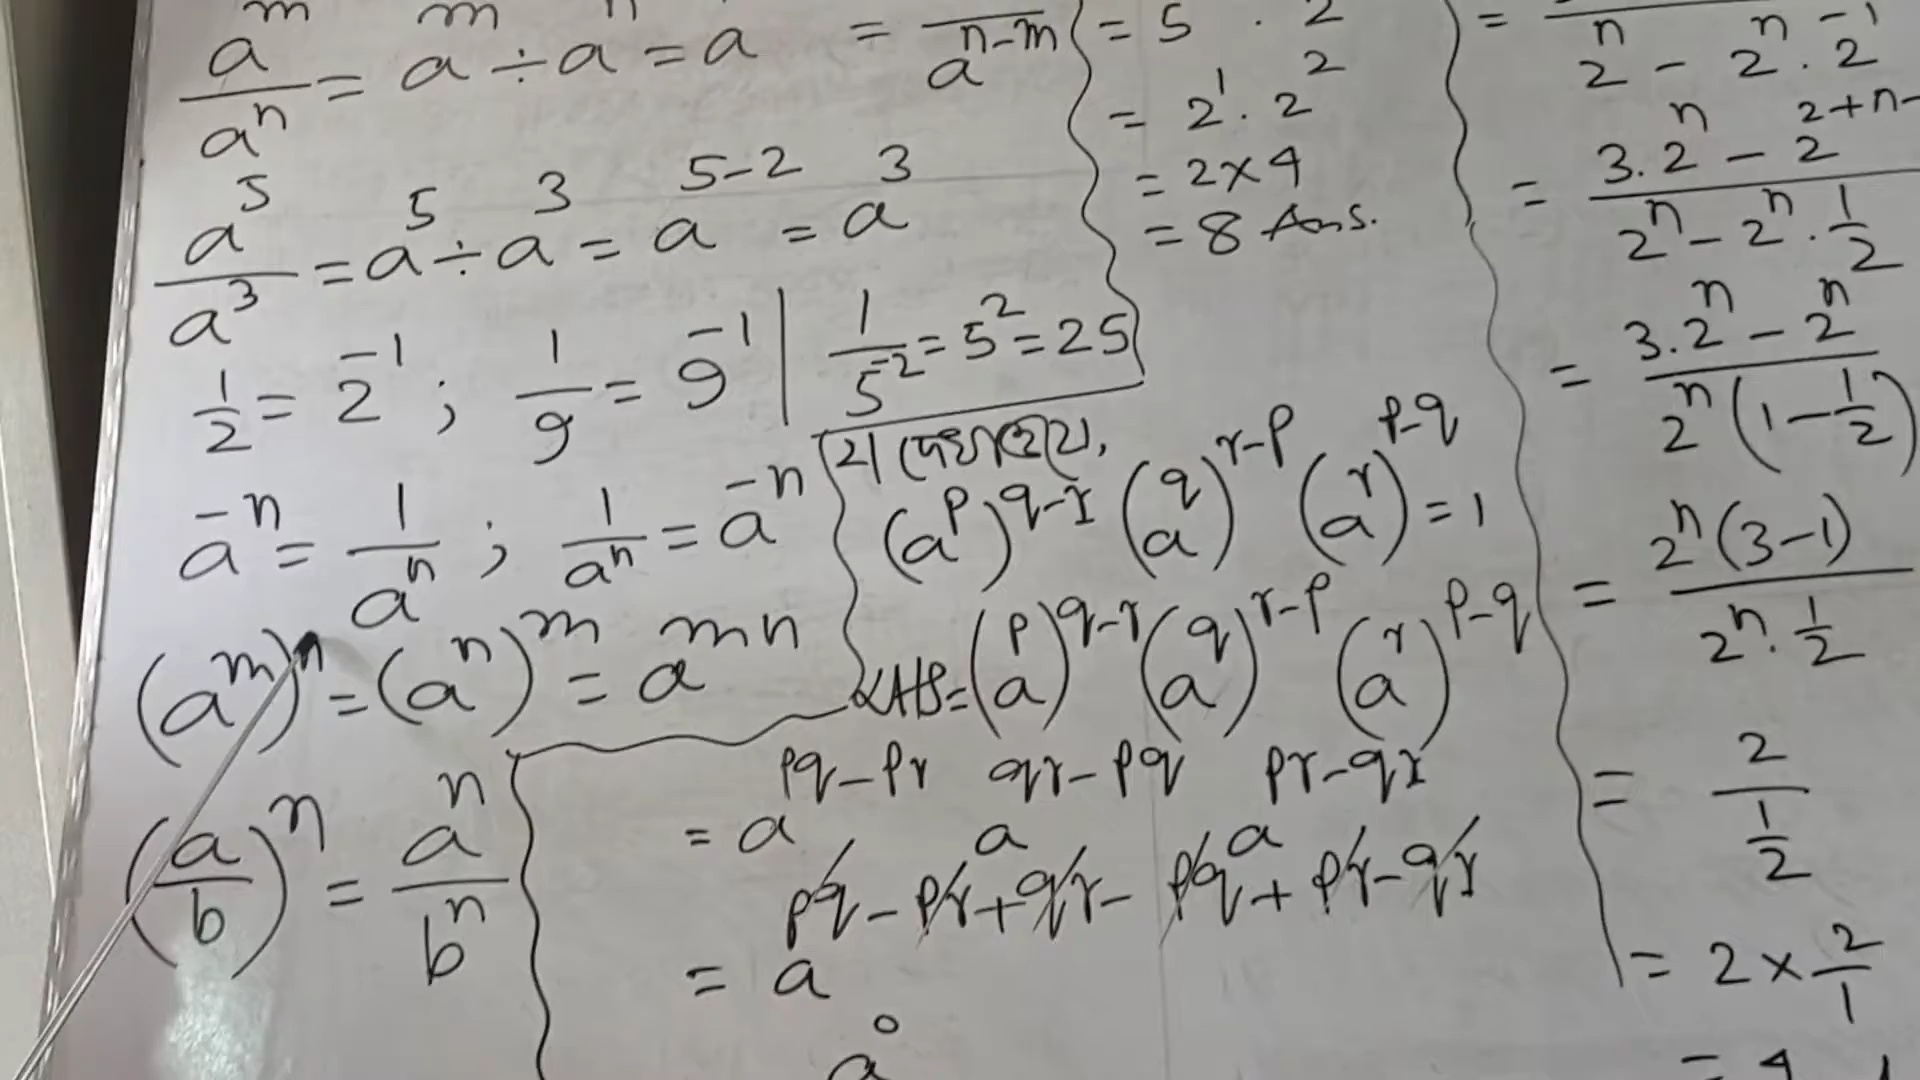 a^m/a^n = a^m ÷ a^n = a = 1/a^(n-m)
a^5/a^3 = a^5 ÷ a^3 = a^(5-2) = a^3
1/2 = 2^-1 ; 1/9 = 9^-1 | 1/5^-2 = 5^2 = 25
a^-n = 1/a^n ; 1/a^n = a^-n
(a^m)^n = (a^n)^m = a^mn
(a/b)^n = a^n/b^n
= 5 . 2
= 2^1 . 2^2
= 2×4
= 8 Ans.
২। দেখাও যে,
(a^p)^(q-r) (a^q)^(r-p) (a^r)^(p-q) = 1
LHS = (a^p)^(q-r) (a^q)^(r-p) (a^r)^(p-q)
= a^(pq-pr) a^(qr-pq) a^(pr-qr)
= a^(pq-pr+qr-pq+pr-qr)
a^0
= 2^n - 2^n . 2^-1
= (3.2^n - 2^(2+n-)) / (2^n - 2^n . 1/2)
= (3.2^n - 2^n) / (2^n (1 - 1/2))
= 2^n (3-1) / (2^n . 1/2)
= 2 / (1/2)
= 2 × 2/1
= 4